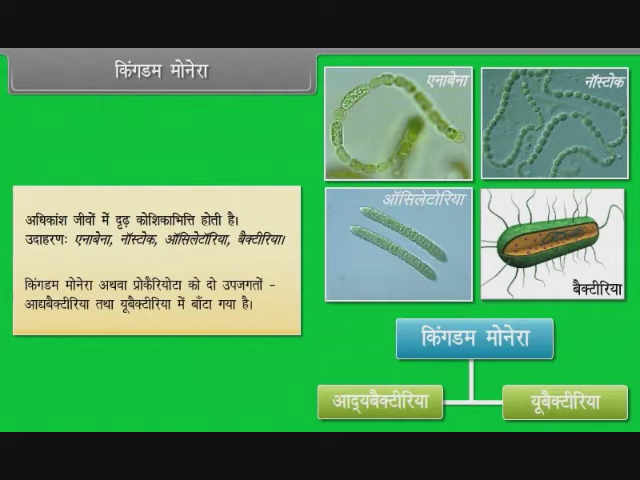 किंगडम मोनेरा
एनाबेना
नॉस्टोक
ऑसिलेटोरिया
बैक्टीरिया
अधिकांश जीवों में दृढ़ कोशिकाभित्ति होती है।
उदाहरणः एनाबेना, नॉस्टोक, ऑसिलेटॉरिया, बैक्टीरिया।
किंगडम मोनेरा अथवा प्रोकैरियोटा को दो उपजगतों -
आद्यबैक्टीरिया तथा यूबैक्टीरिया में बाँटा गया है।
किंगडम मोनेरा
आद्यबैक्टीरिया
यूबैक्टीरिया